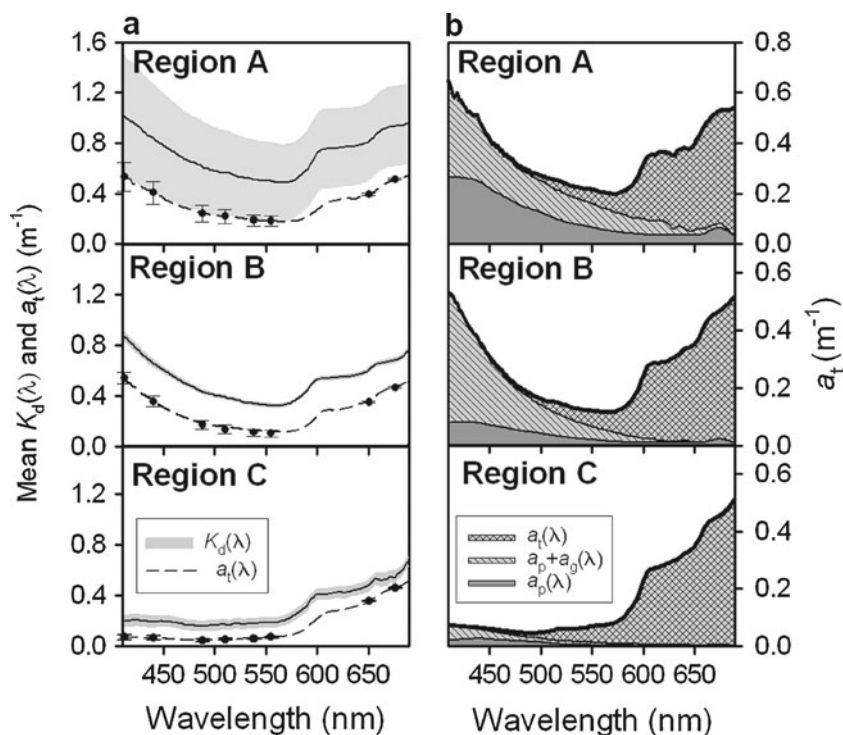 a
b
Mean Kd(λ) and at(λ) (m⁻¹)
1.6
1.2
0.8
0.4
0.0
Region A
Region A
0.8
0.6
0.4
0.2
0.0
1.2
0.8
0.4
0.0
Region B
Region B
0.6
0.4
0.2
0.0
1.2
0.8
0.4
0.0
Region C
Kd(λ)
at(λ)
Region C
at(λ)
ap+ag(λ)
ap(λ)
0.6
0.4
0.2
0.0
at (m⁻¹)
450 500 550 600 650
450 500 550 600 650
Wavelength (nm)
Wavelength (nm)